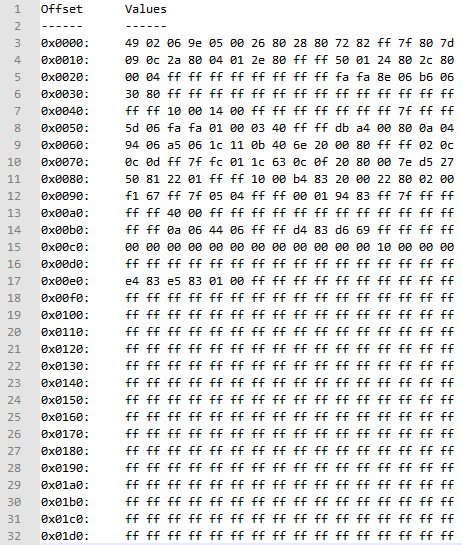 1 Offset Values
2 ------ ------
3 0x0000: 49 02 06 9e 05 00 26 80 28 80 72 82 ff 7f 80 7d
4 0x0010: 09 0c 2a 80 04 01 2e 80 ff ff 50 01 24 80 2c 80
5 0x0020: 00 04 ff ff ff ff ff ff ff ff fa fa 8e 06 b6 06
6 0x0030: 30 80 ff ff ff ff ff ff ff ff ff ff ff ff ff ff
7 0x0040: ff ff 10 00 14 00 ff ff ff ff ff ff ff 7f ff ff
8 0x0050: 5d 06 fa fa 01 00 03 40 ff ff db a4 00 80 0a 04
9 0x0060: 94 06 a5 06 1c 11 0b 40 6e 20 00 80 ff ff 02 0c
10 0x0070: 0c 0d ff 7f fc 01 1c 63 0c 0f 20 80 00 7e d5 27
11 0x0080: 50 81 22 01 ff ff 10 00 b4 83 20 00 22 80 02 00
12 0x0090: f1 67 ff 7f 05 04 ff ff 00 01 94 83 ff 7f ff ff
13 0x00a0: ff ff 40 00 ff ff ff ff ff ff ff ff ff ff ff ff
14 0x00b0: ff ff 0a 06 44 06 ff ff d4 83 d6 69 ff ff ff ff
15 0x00c0: 00 00 00 00 00 00 00 00 00 00 00 00 10 00 00 00
16 0x00d0: ff ff ff ff ff ff ff ff ff ff ff ff ff ff ff ff
17 0x00e0: e4 83 e5 83 01 00 ff ff ff ff ff ff ff ff ff ff
18 0x00f0: ff ff ff ff ff ff ff ff ff ff ff ff ff ff ff ff
19 0x0100: ff ff ff ff ff ff ff ff ff ff ff ff ff ff ff ff
20 0x0110: ff ff ff ff ff ff ff ff ff ff ff ff ff ff ff ff
21 0x0120: ff ff ff ff ff ff ff ff ff ff ff ff ff ff ff ff
22 0x0130: ff ff ff ff ff ff ff ff ff ff ff ff ff ff ff ff
23 0x0140: ff ff ff ff ff ff ff ff ff ff ff ff ff ff ff ff
24 0x0150: ff ff ff ff ff ff ff ff ff ff ff ff ff ff ff ff
25 0x0160: ff ff ff ff ff ff ff ff ff ff ff ff ff ff ff ff
26 0x0170: ff ff ff ff ff ff ff ff ff ff ff ff ff ff ff ff
27 0x0180: ff ff ff ff ff ff ff ff ff ff ff ff ff ff ff ff
28 0x0190: ff ff ff ff ff ff ff ff ff ff ff ff ff ff ff ff
29 0x01a0: ff ff ff ff ff ff ff ff ff ff ff ff ff ff ff ff
30 0x01b0: ff ff ff ff ff ff ff ff ff ff ff ff ff ff ff ff
31 0x01c0: ff ff ff ff ff ff ff ff ff ff ff ff ff ff ff ff
32 0x01d0: ff ff ff ff ff ff ff ff ff ff ff ff ff ff ff ff